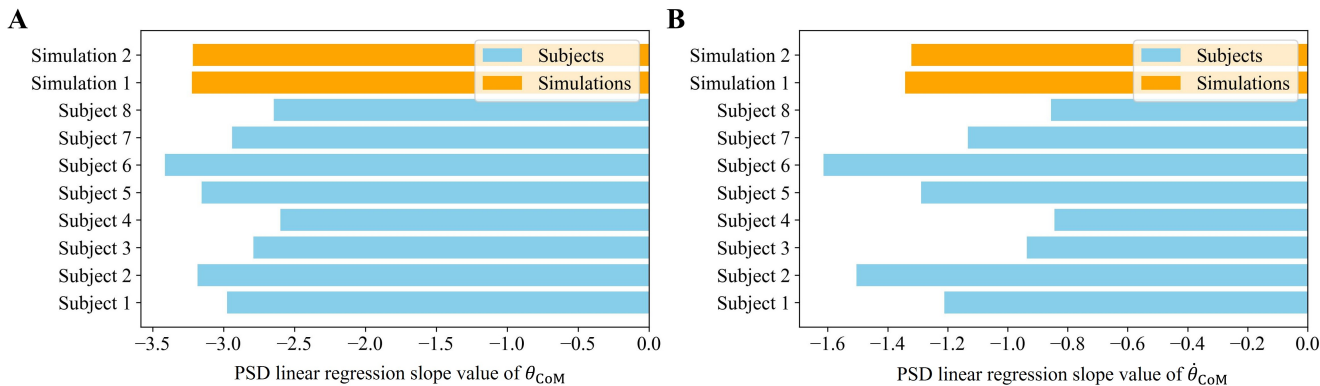 A
Simulation 2
Simulation 1
Subject 8
Subject 7
Subject 6
Subject 5
Subject 4
Subject 3
Subject 2
Subject 1
Subjects
Simulations
−3.5 −3.0 −2.5 −2.0 −1.5 −1.0 −0.5 0.0
PSD linear regression slope value of θCoM
B
Simulation 2
Simulation 1
Subject 8
Subject 7
Subject 6
Subject 5
Subject 4
Subject 3
Subject 2
Subject 1
Subjects
Simulations
−1.6 −1.4 −1.2 −1.0 −0.8 −0.6 −0.4 −0.2 0.0
PSD linear regression slope value of θ̇CoM